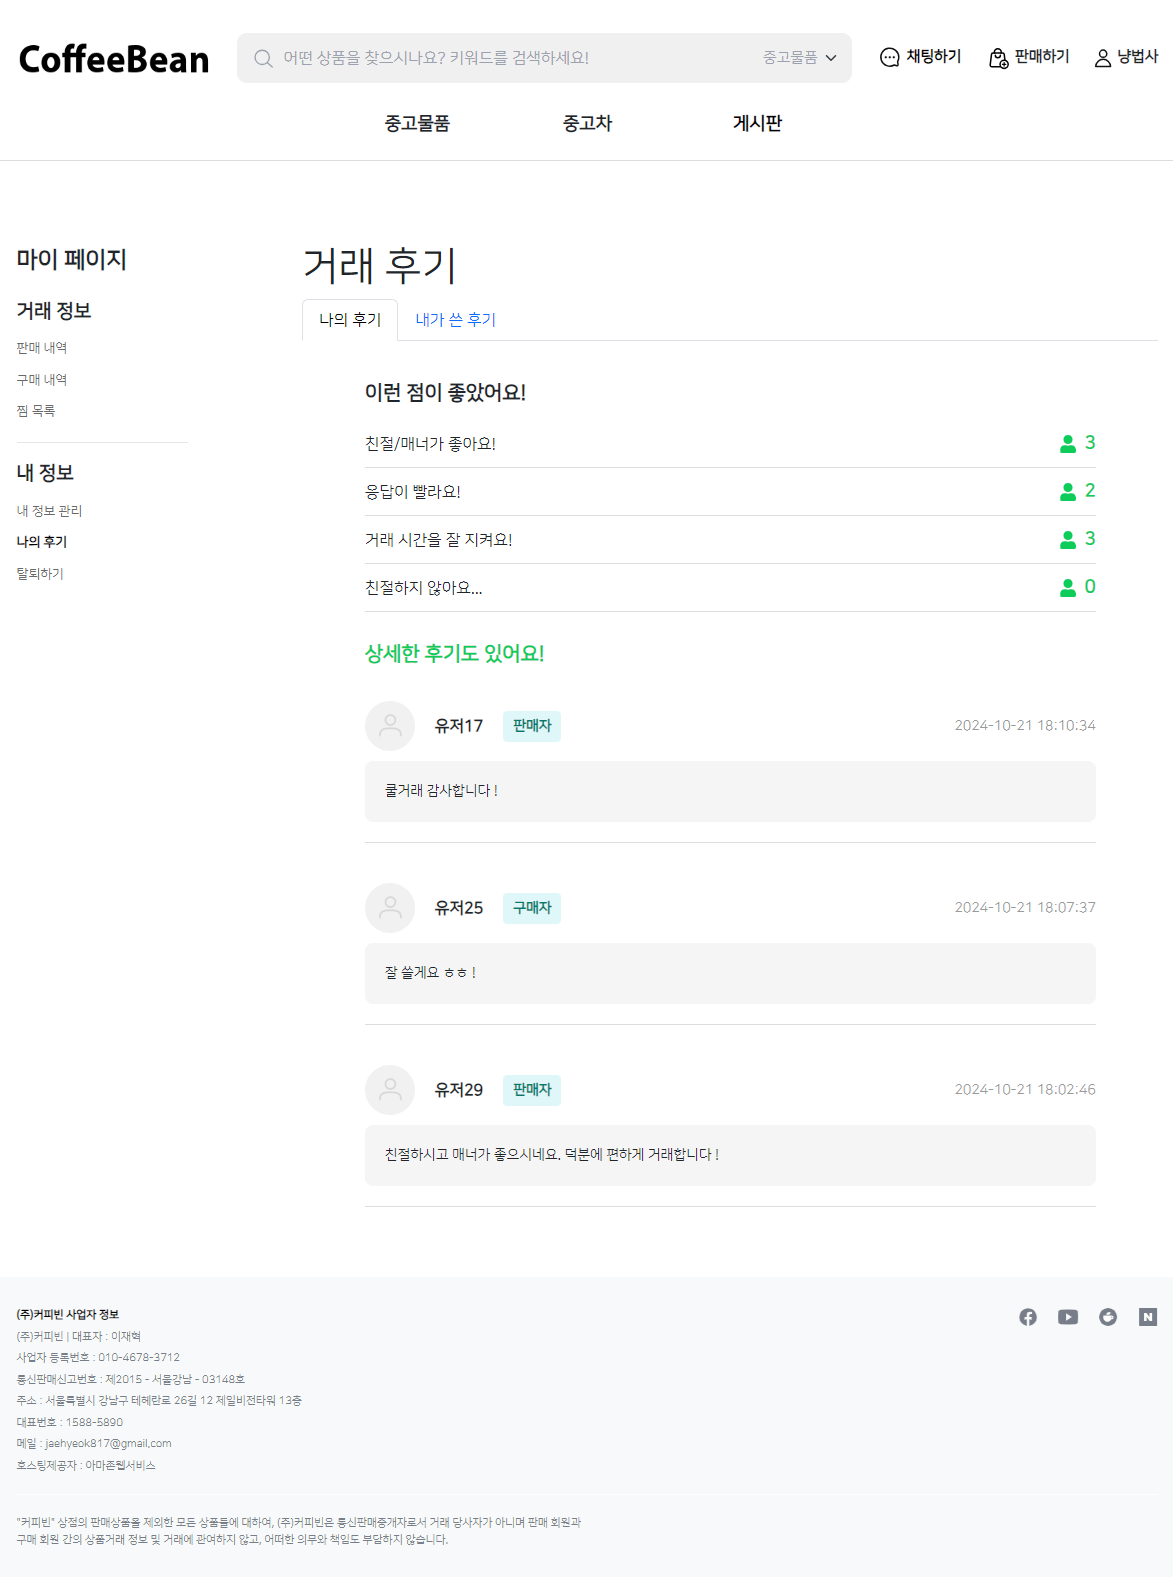 CoffeeBean
어떤 상품을 찾으시나요? 키워드를 검색하세요!
중고물품
채팅하기
판매하기
냥법사
중고물품
중고차
게시판
마이 페이지
거래 정보
판매 내역
구매 내역
찜 목록
내 정보
내 정보 관리
나의 후기
탈퇴하기
거래 후기
나의 후기
내가 쓴 후기
이런 점이 좋았어요!
친절/매너가 좋아요! 3
응답이 빨라요! 2
거래 시간을 잘 지켜요! 3
친절하지 않아요... 0
상세한 후기도 있어요!
유저17 판매자 2024-10-21 18:10:34
쿨거래 감사합니다 !
유저25 구매자 2024-10-21 18:07:37
잘 쓸게요 ㅎㅎ !
유저29 판매자 2024-10-21 18:02:46
친절하시고 매너가 좋으시네요. 덕분에 편하게 거래합니다 !
(주)커피빈 사업자 정보
(주)커피빈 | 대표자 : 이재혁
사업자 등록번호 : 010-4678-3712
통신판매신고번호 : 제2015 - 서울강남 - 03148호
주소 : 서울특별시 강남구 테헤란로 26길 12 제일비전타워 13층
대표번호 : 1588-5890
메일 : jaehyeok817@gmail.com
호스팅제공자 : 아마존웹서비스
"커피빈" 상점의 판매상품을 제외한 모든 상품들에 대하여, (주)커피빈은 통신판매중개자로서 거래 당사자가 아니며 판매 회원과
구매 회원 간의 상품거래 정보 및 거래에 관여하지 않고, 어떠한 의무와 책임도 부담하지 않습니다.